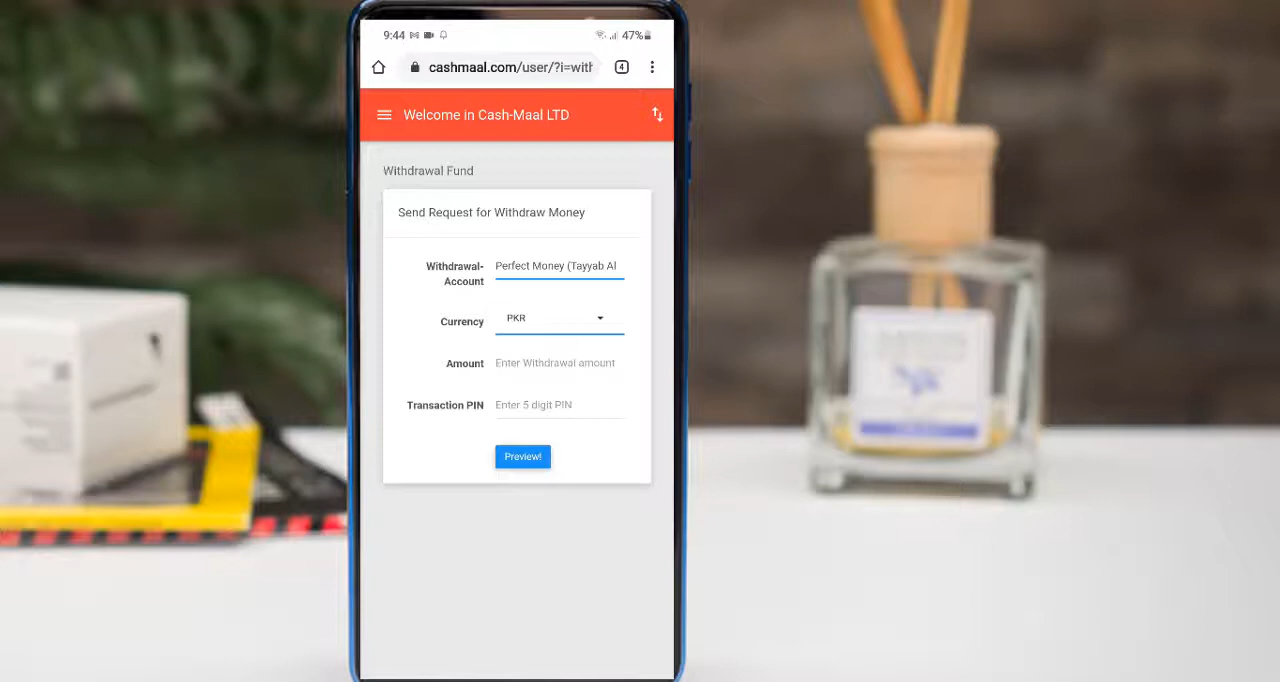 9:44 47%
cashmaal.com/user/?i=with
4
Welcome in Cash-Maal LTD
Withdrawal Fund
Send Request for Withdraw Money
Withdrawal-
Account
Perfect Money (Tayyab Al
Currency
PKR
Amount
Enter Withdrawal amount
Transaction PIN
Enter 5 digit PIN
Preview!